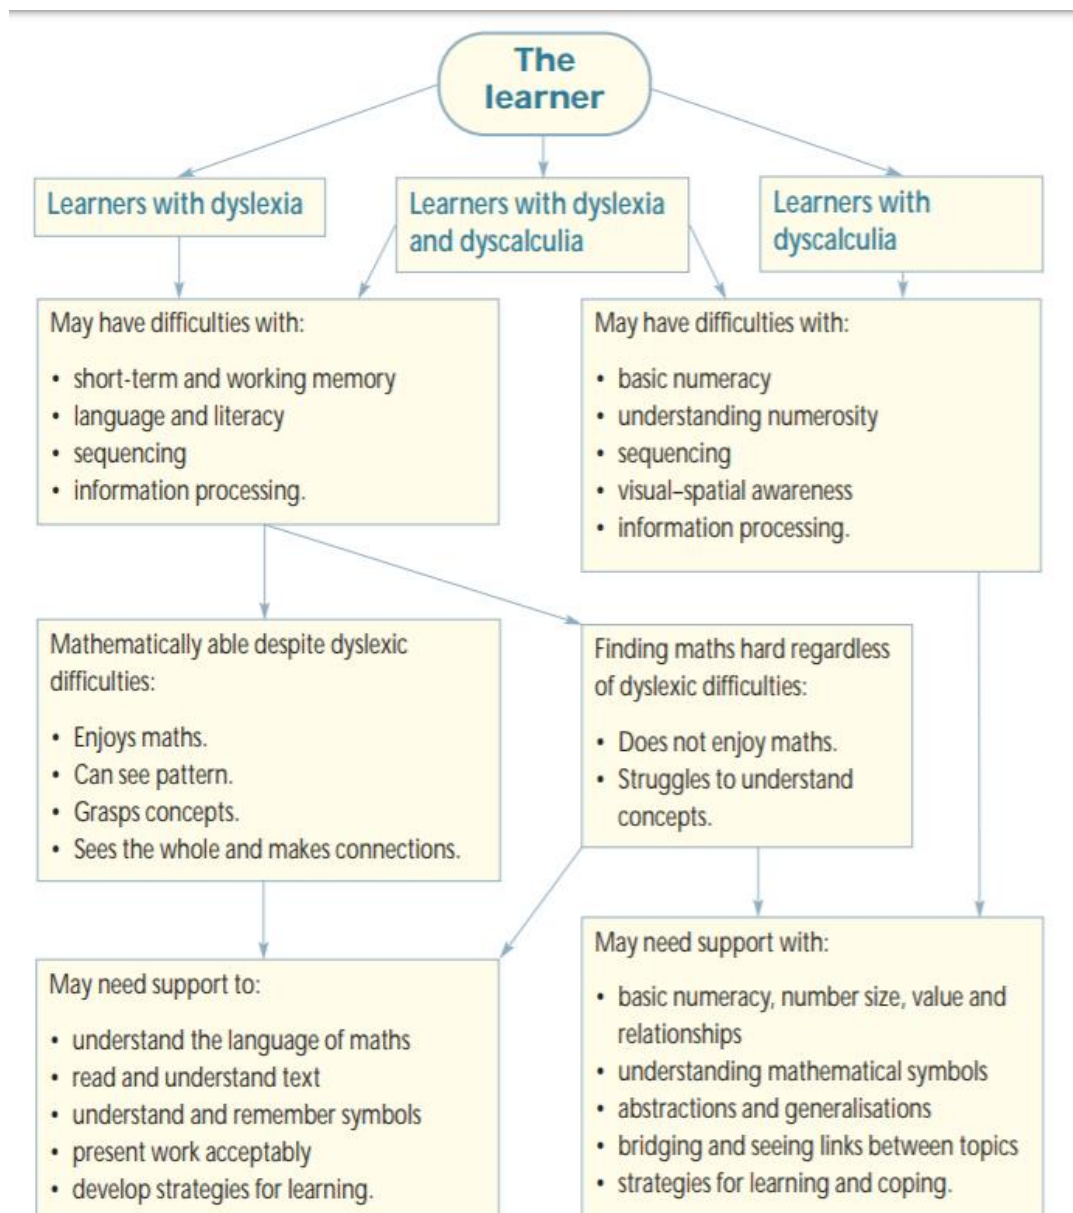 The
learner
Learners with dyslexia
Learners with dyslexia
and dyscalculia
Learners with
dyscalculia
May have difficulties with:
• short-term and working memory
• language and literacy
• sequencing
• information processing.
May have difficulties with:
• basic numeracy
• understanding numerosity
• sequencing
• visual–spatial awareness
• information processing.
Mathematically able despite dyslexic
difficulties:
• Enjoys maths.
• Can see pattern.
• Grasps concepts.
• Sees the whole and makes connections.
Finding maths hard regardless
of dyslexic difficulties:
• Does not enjoy maths.
• Struggles to understand
concepts.
May need support to:
• understand the language of maths
• read and understand text
• understand and remember symbols
• present work acceptably
• develop strategies for learning.
May need support with:
• basic numeracy, number size, value and
relationships
• understanding mathematical symbols
• abstractions and generalisations
• bridging and seeing links between topics
• strategies for learning and coping.